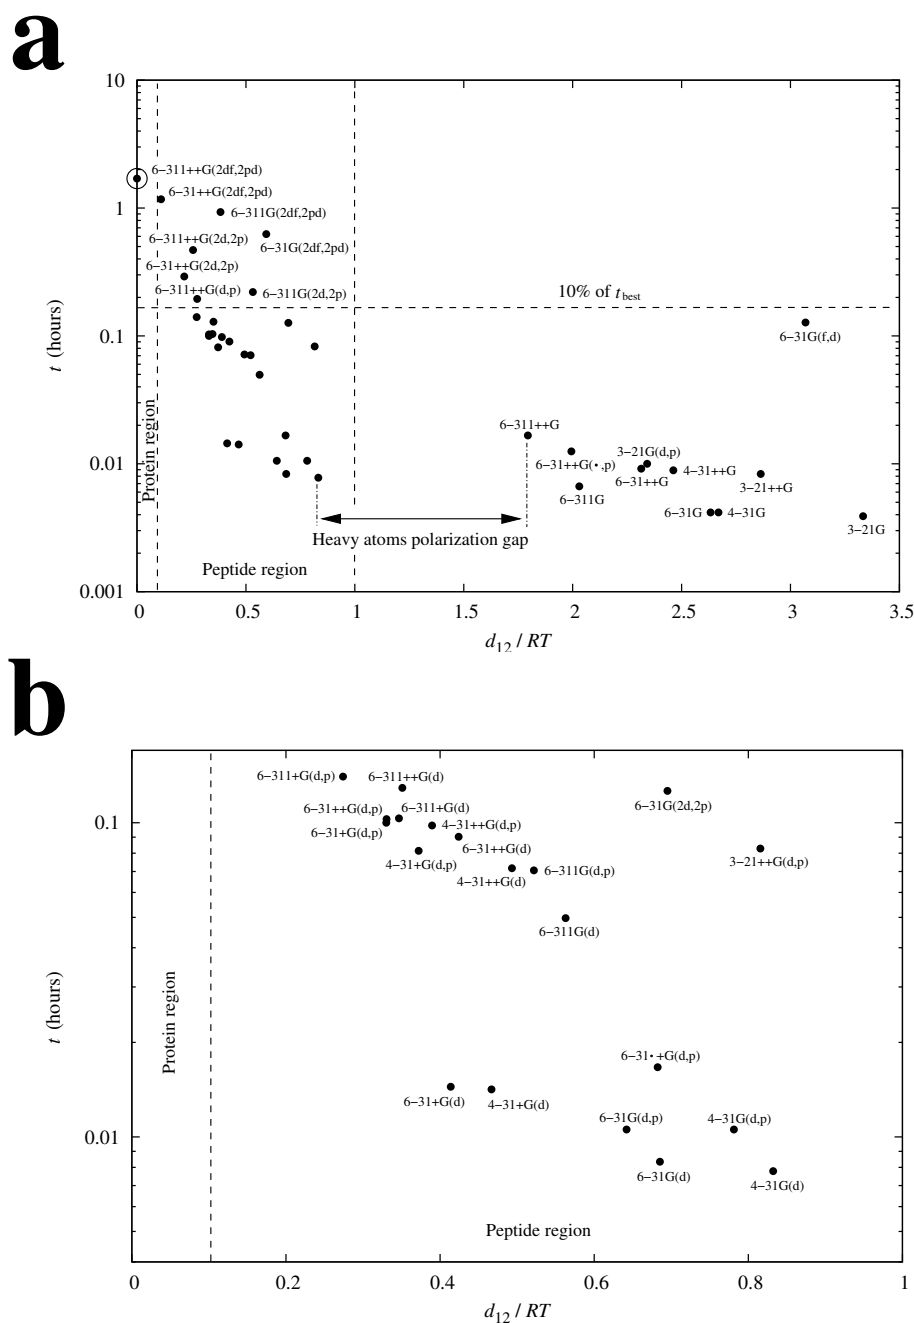 a
10
6−311++G(2df,2pd)
6−31++G(2df,2pd)
1
6−311G(2df,2pd)
6−311++G(2d,2p)
6−31G(2df,2pd)
6−31++G(2d,2p)
6−311++G(d,p)
6−311G(2d,2p)
10% of t best
t (hours)
0.1
6−31G(f,d)
Protein region
6−311++G
3−21G(d,p)
6−31++G(·,p)
4−31++G
0.01
6−31++G
3−21++G
6−311G
6−31G
4−31G
3−21G
Heavy atoms polarization gap
Peptide region
0.001
0 0.5 1 1.5 2 2.5 3 3.5
d12 / RT
b
6−311+G(d,p)
6−311++G(d)
6−31++G(d,p)
6−311+G(d)
6−31G(2d,2p)
0.1
4−31++G(d,p)
6−31+G(d,p)
6−31++G(d)
4−31+G(d,p)
3−21++G(d,p)
6−311G(d,p)
4−31++G(d)
6−311G(d)
t (hours)
Protein region
6−31·+G(d,p)
6−31+G(d)
4−31+G(d)
6−31G(d,p)
4−31G(d,p)
0.01
6−31G(d)
4−31G(d)
Peptide region
0 0.2 0.4 0.6 0.8 1
d12 / RT